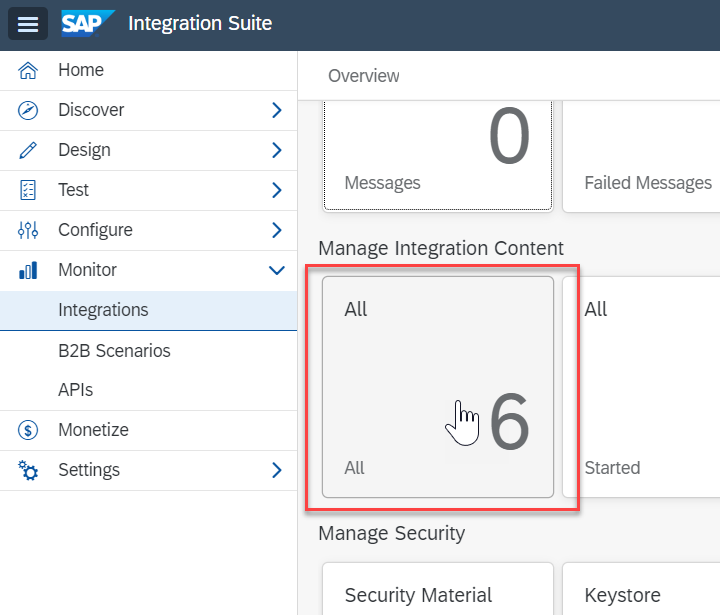 SAP Integration Suite
Home
Discover
Design
Test
Configure
Monitor
Integrations
B2B Scenarios
APIs
Monetize
Settings
Overview
0
Messages
Failed Messages
Manage Integration Content
All
6
All
All
Started
Manage Security
Security Material
Keystore